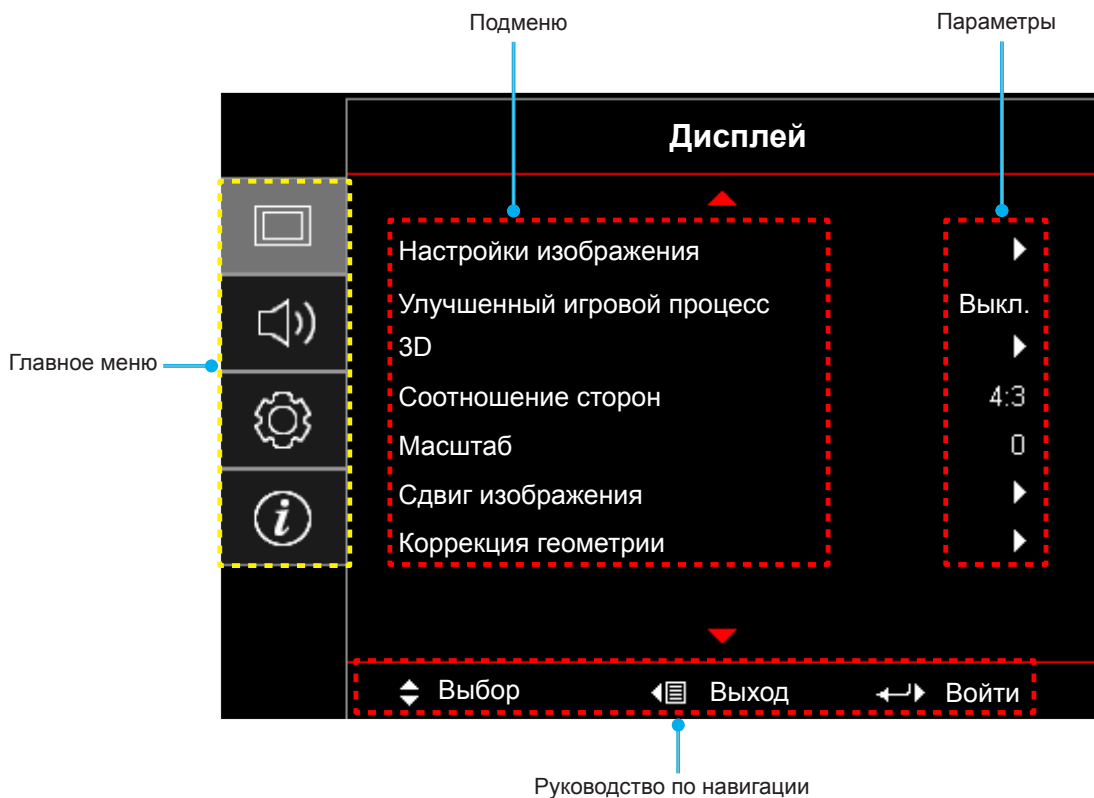 Подменю
Параметры
Дисплей
Настройки изображения
Улучшенный игровой процесс Выкл.
3D
Главное меню
Соотношение сторон 4:3
Масштаб 0
Сдвиг изображения
Коррекция геометрии
Выбор Выход Войти
Руководство по навигации